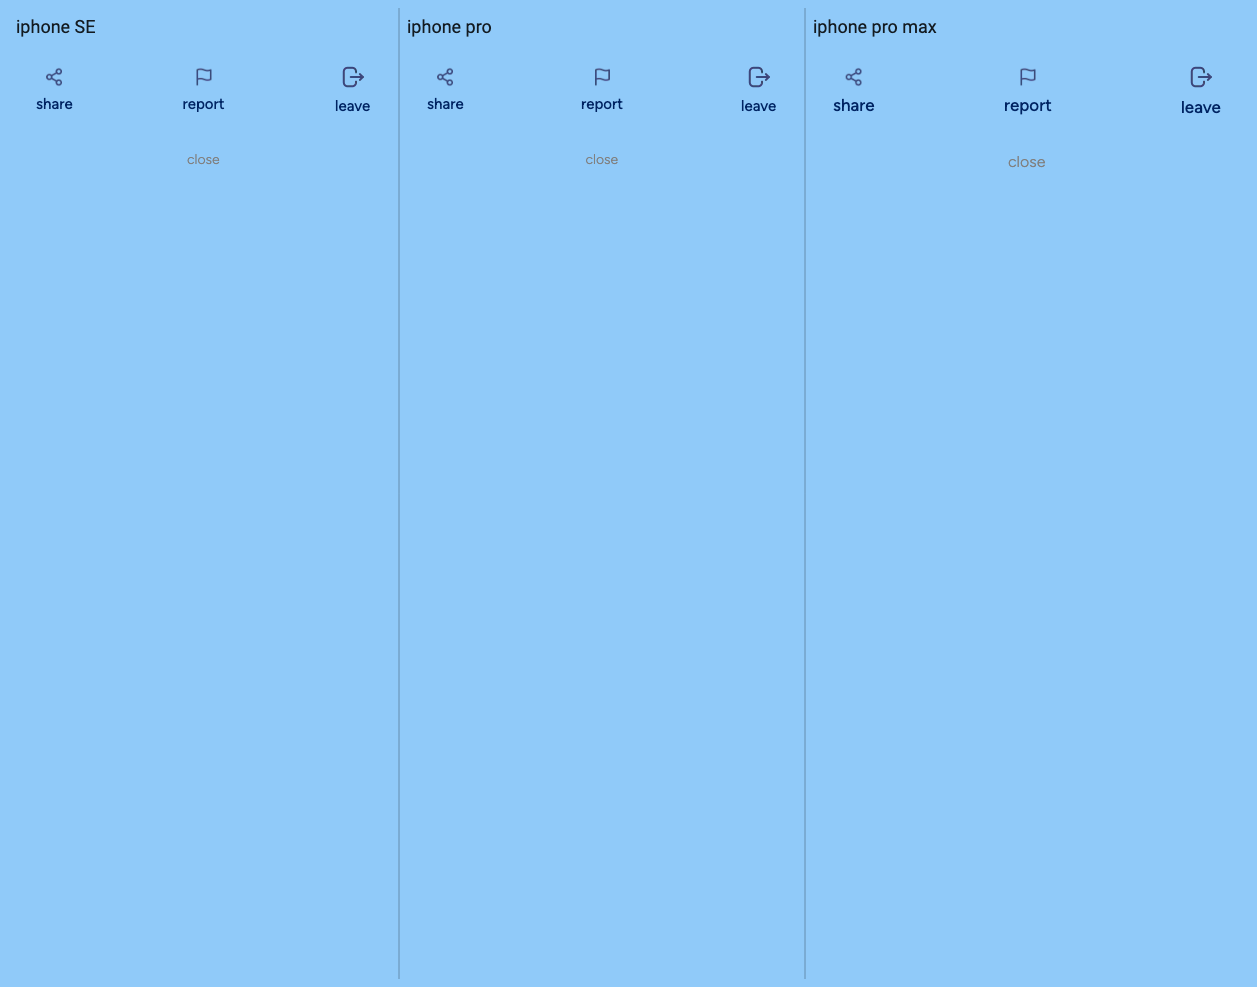 iphone SE
share
report
leave
close
iphone pro
share
report
leave
close
iphone pro max
share
report
leave
close